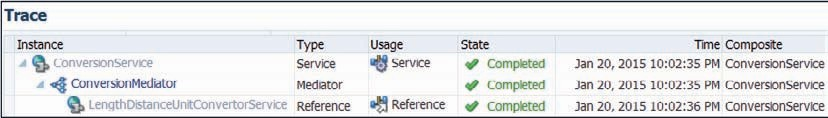 Trace
Instance Type Usage State Time Composite
ConversionService Service Service Completed Jan 20, 2015 10:02:35 PM ConversionService
ConversionMediator Mediator Completed Jan 20, 2015 10:02:35 PM ConversionService
LengthDistanceUnitConvertorService Reference Reference Completed Jan 20, 2015 10:02:36 PM ConversionService